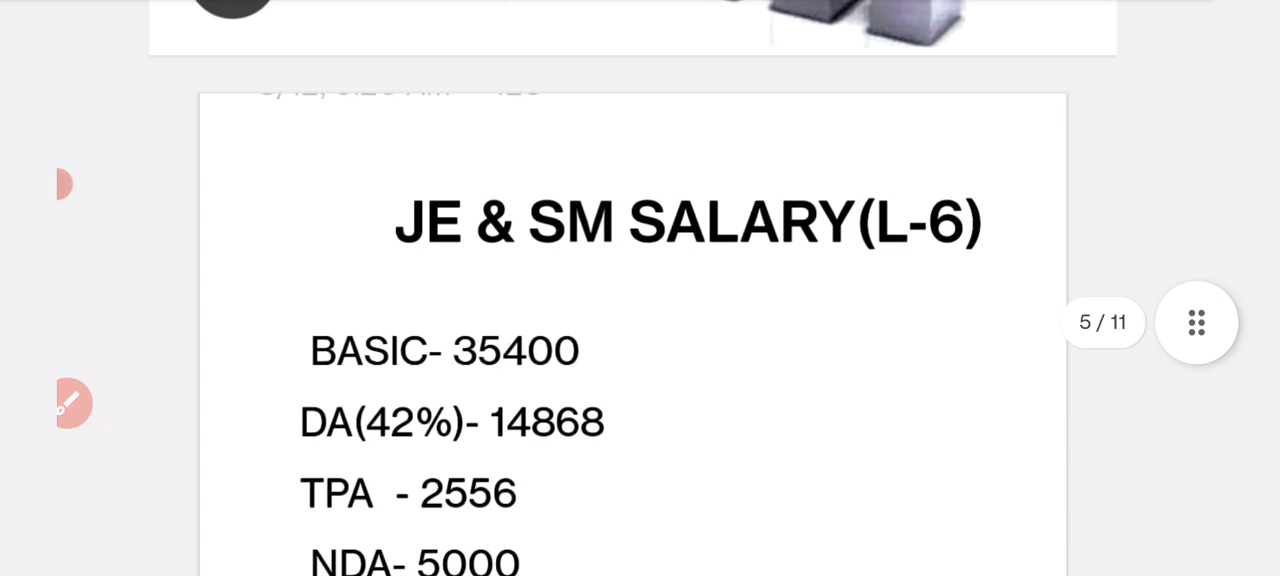 JE & SM SALARY(L-6)
BASIC- 35400
5 / 11
DA(42%)- 14868
TPA - 2556
NDA- 5000